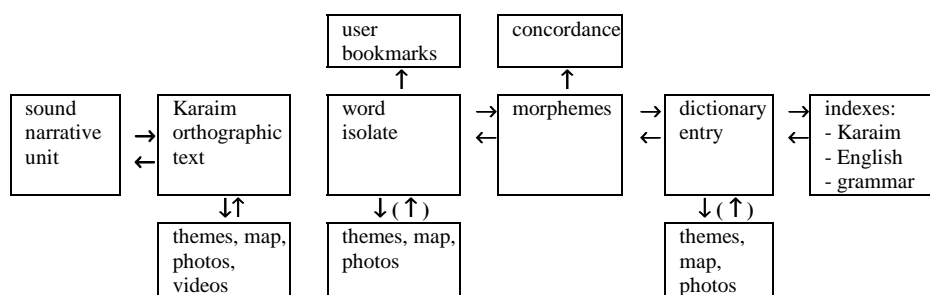 user
bookmarks
concordance
sound
narrative
unit
Karaim
orthographic
text
word
isolate
morphemes
dictionary
entry
indexes:
- Karaim
- English
- grammar
themes, map,
photos,
videos
themes, map,
photos
themes,
map,
photos